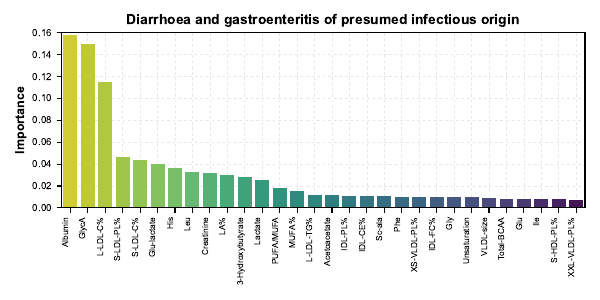 Diarrhoea and gastroenteritis of presumed infectious origin
Importance
0.16
0.14
0.12
0.10
0.08
0.06
0.04
0.02
0.00
Albumin
GlycA
L-LDL-C%
S-LDL-PL%
S-LDL-C%
Glu-lactate
His
Leu
Creatinine
LA%
3-Hydroxybutyrate
Lactate
PUFA/MUFA
MUFA%
L-LDL-TG%
Acetoacetate
IDL-PL%
IDL-CE%
Sc-ala
Phe
XS-VLDL-PL%
IDL-FC%
Gly
Unsaturation
VLDL-size
Total-BCAA
Glu
Ile
S-HDL-PL%
XXL-VLDL-PL%